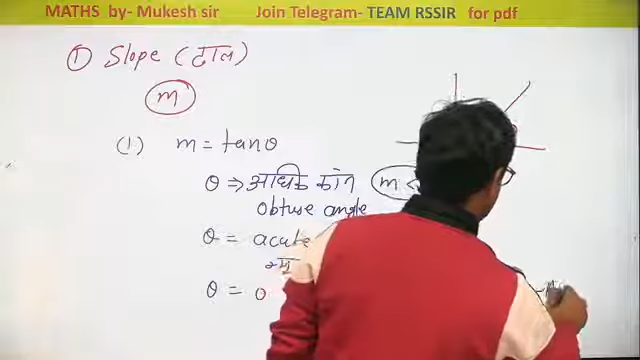 MATHS by- Mukesh sir Join Telegram- TEAM RSSIR for pdf
① Slope (ढाल)
m
(1) m = tanθ
θ ⇒ अधिक कोन m <
obtuse angle
θ = acute
θ = 0